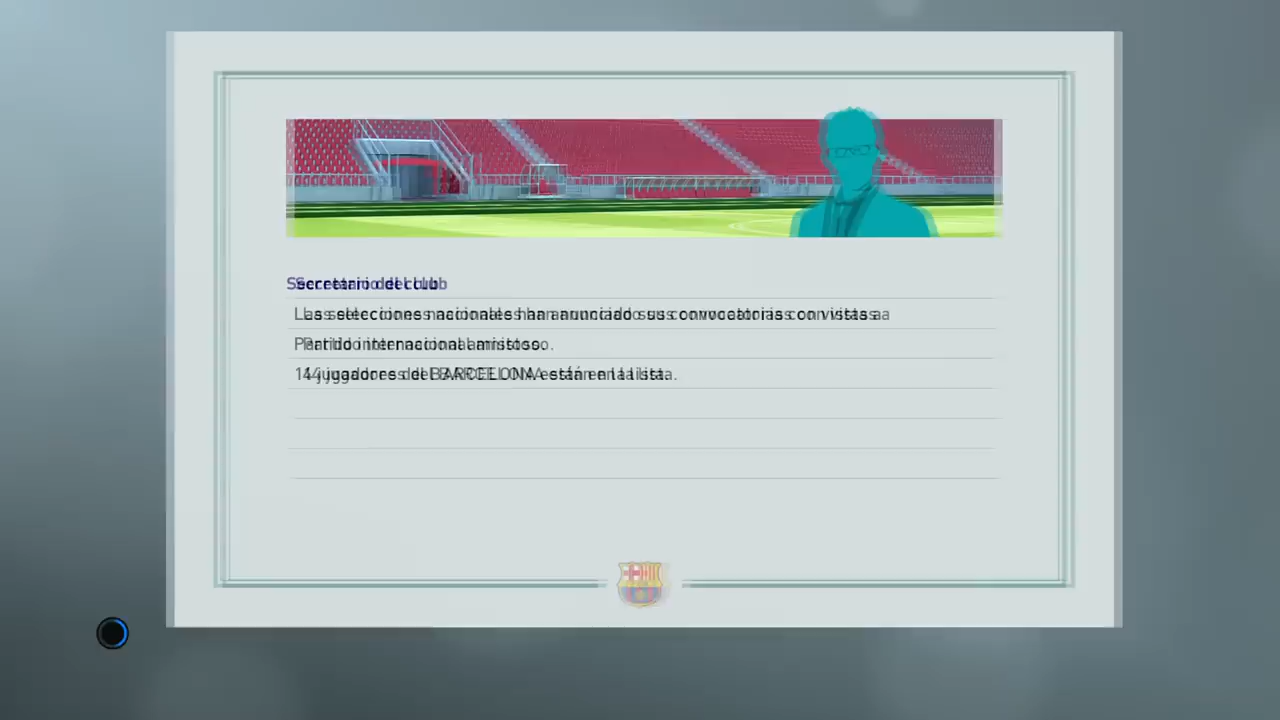 Secretario del club
Las selecciones nacionales han anunciado sus convocatorias con vistas a
Partido internacional amistoso.
14 jugadores del BARCELONA están en la lista.